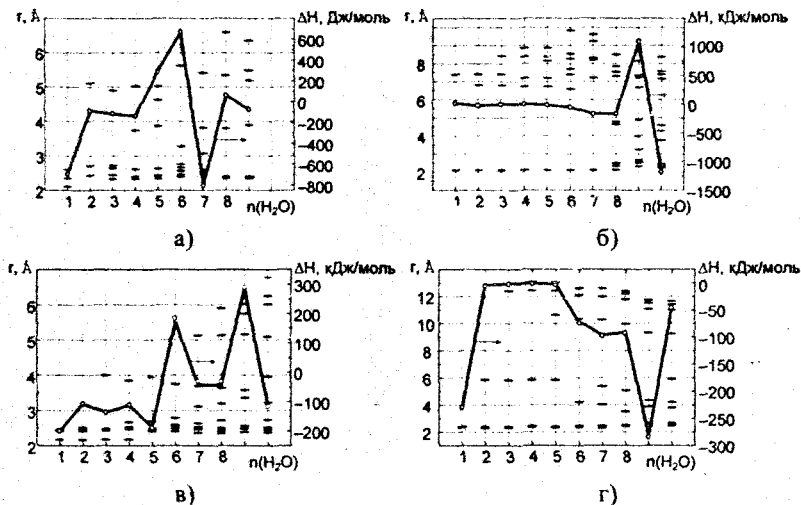 r, Å ΔH, Дж/моль
6 5 4 3 2
600 400 200 0 −200 −400 −600 −800
1 2 3 4 5 6 7 8 n(H₂O)
а)
r, Å ΔH, кДж/моль
8 6 4 2
1000 500 0 −500 −1000 −1500
1 2 3 4 5 6 7 8 n(H₂O)
б)
r, Å ΔH, кДж/моль
6 5 4 3 2
300 200 100 0 −100 −200
1 2 3 4 5 6 7 8 n(H₂O)
в)
r, Å ΔH, кДж/моль
12 10 8 6 4 2
0 −50 −100 −150 −200 −250 −300
1 2 3 4 5 6 7 8 n(H₂O)
г)